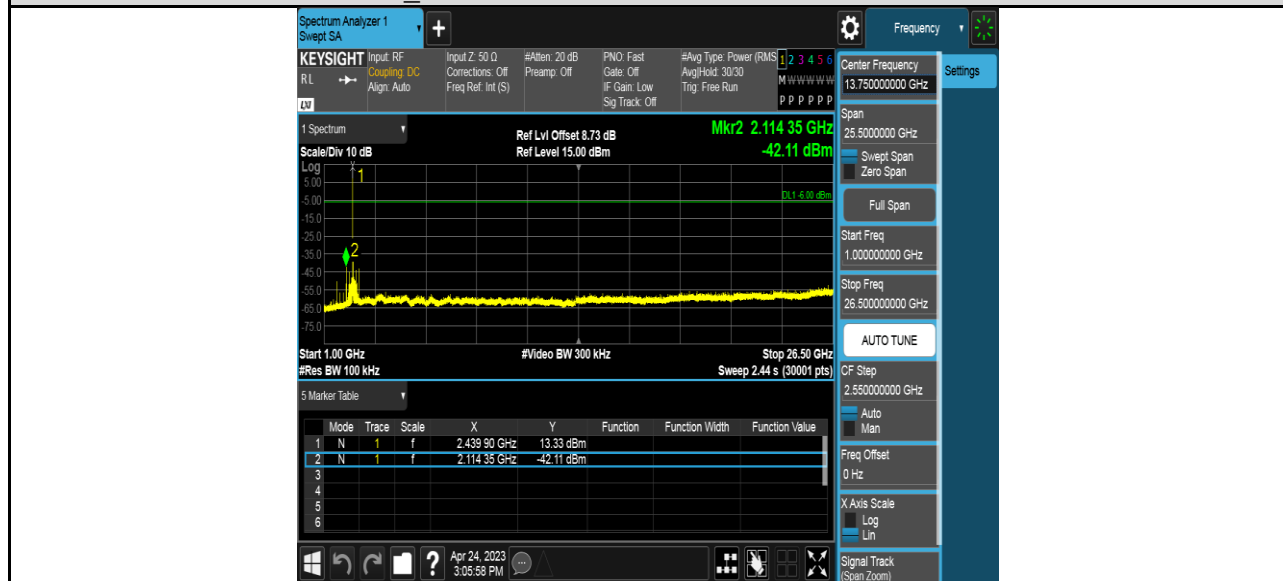 Spectrum Analyzer 1
Swept SA
+
Frequency
KEYSIGHT
RL
LXI
Input: RF
Coupling: DC
Align: Auto
Input Z: 50 Ω
Corrections: Off
Freq Ref: Int (S)
#Atten: 20 dB
Preamp: Off
PNO: Fast
Gate: Off
IF Gain: Low
Sig Track: Off
#Avg Type: Power (RMS
Avg|Hold: 30/30
Trig: Free Run
1 2 3 4 5 6
M W W W W W
P P P P P P
1 Spectrum
Scale/Div 10 dB
Ref Lvl Offset 8.73 dB
Ref Level 15.00 dBm
Mkr2 2.114 35 GHz
-42.11 dBm
Log
5.00
-5.00
-15.0
-25.0
-35.0
-45.0
-55.0
-65.0
-75.0
1
2
DL1 -6.00 dBm
Start 1.00 GHz
#Video BW 300 kHz
Stop 26.50 GHz
#Res BW 100 kHz
Sweep 2.44 s (30001 pts)
5 Marker Table
Mode Trace Scale X Y Function Function Width Function Value
1 N 1 f 2.439 90 GHz 13.33 dBm
2 N 1 f 2.114 35 GHz -42.11 dBm
3
4
5
6
?
Apr 24, 2023
3:05:58 PM
Center Frequency
13.750000000 GHz
Settings
Span
25.5000000 GHz
Swept Span
Zero Span
Full Span
Start Freq
1.000000000 GHz
Stop Freq
26.500000000 GHz
AUTO TUNE
CF Step
2.550000000 GHz
Auto
Man
Freq Offset
0 Hz
X Axis Scale
Log
Lin
Signal Track
(Span Zoom)